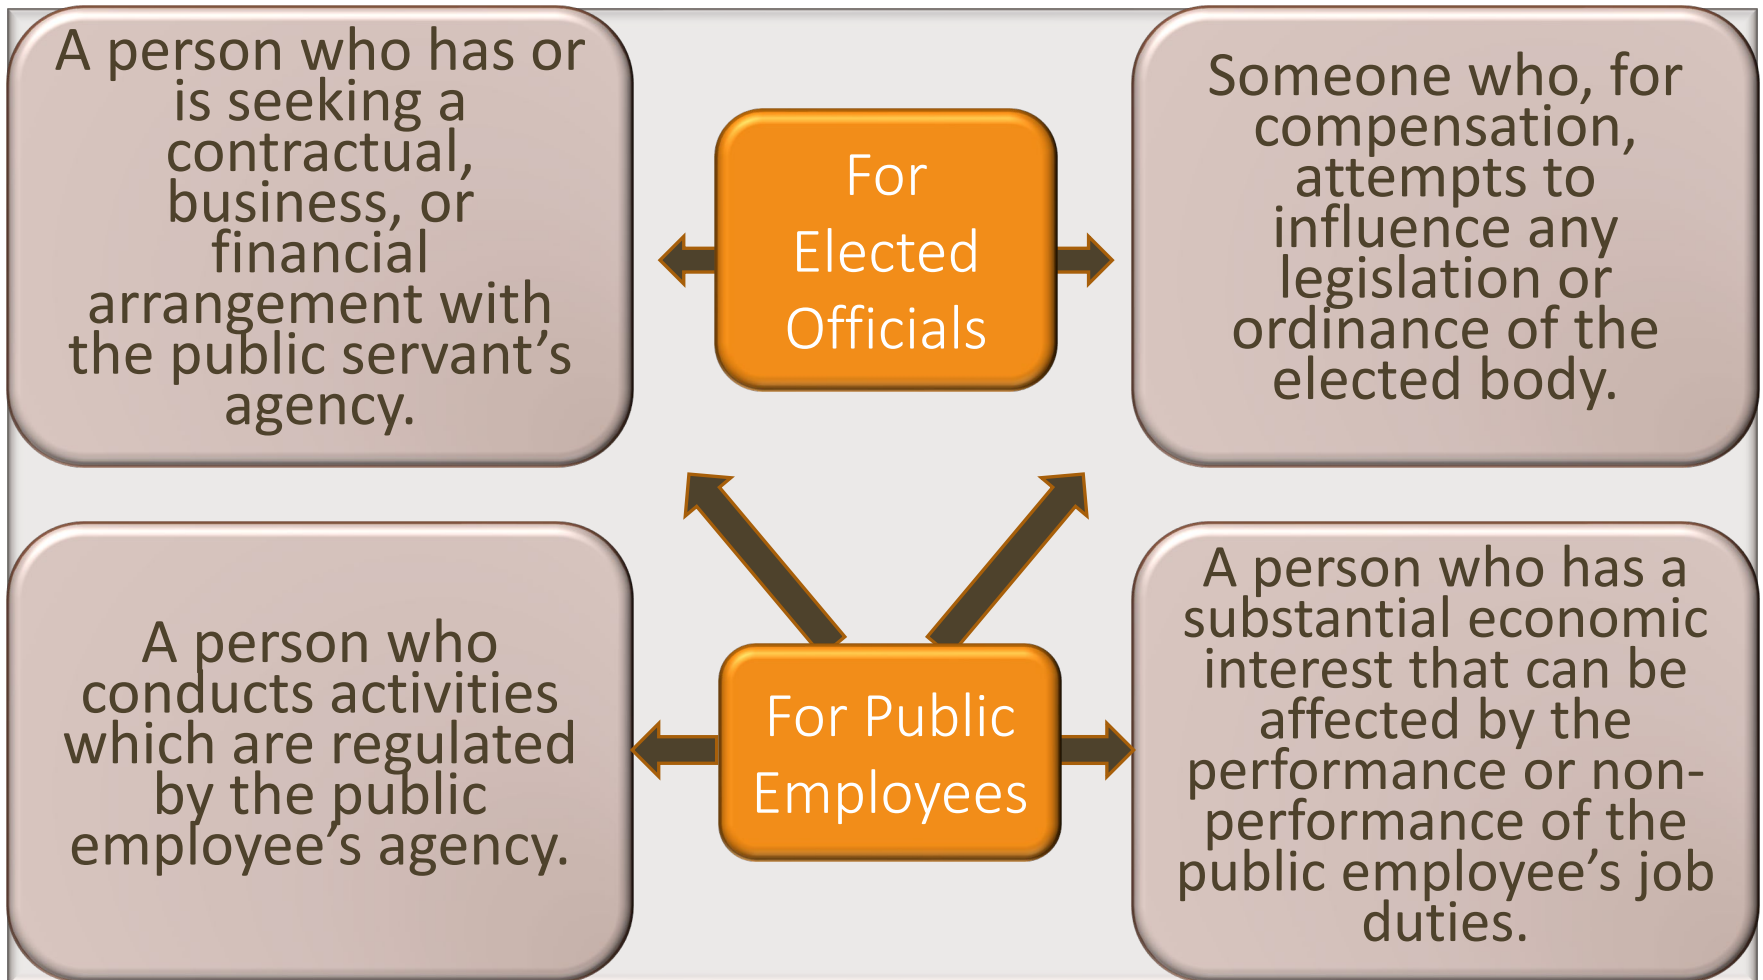 A person who has or
is seeking a
contractual,
business, or
financial
arrangement with
the public servant’s
agency.
For
Elected
Officials
Someone who, for
compensation,
attempts to
influence any
legislation or
ordinance of the
elected body.
A person who
conducts activities
which are regulated
by the public
employee’s agency.
For Public
Employees
A person who has a
substantial economic
interest that can be
affected by the
performance or non-
performance of the
public employee’s job
duties.